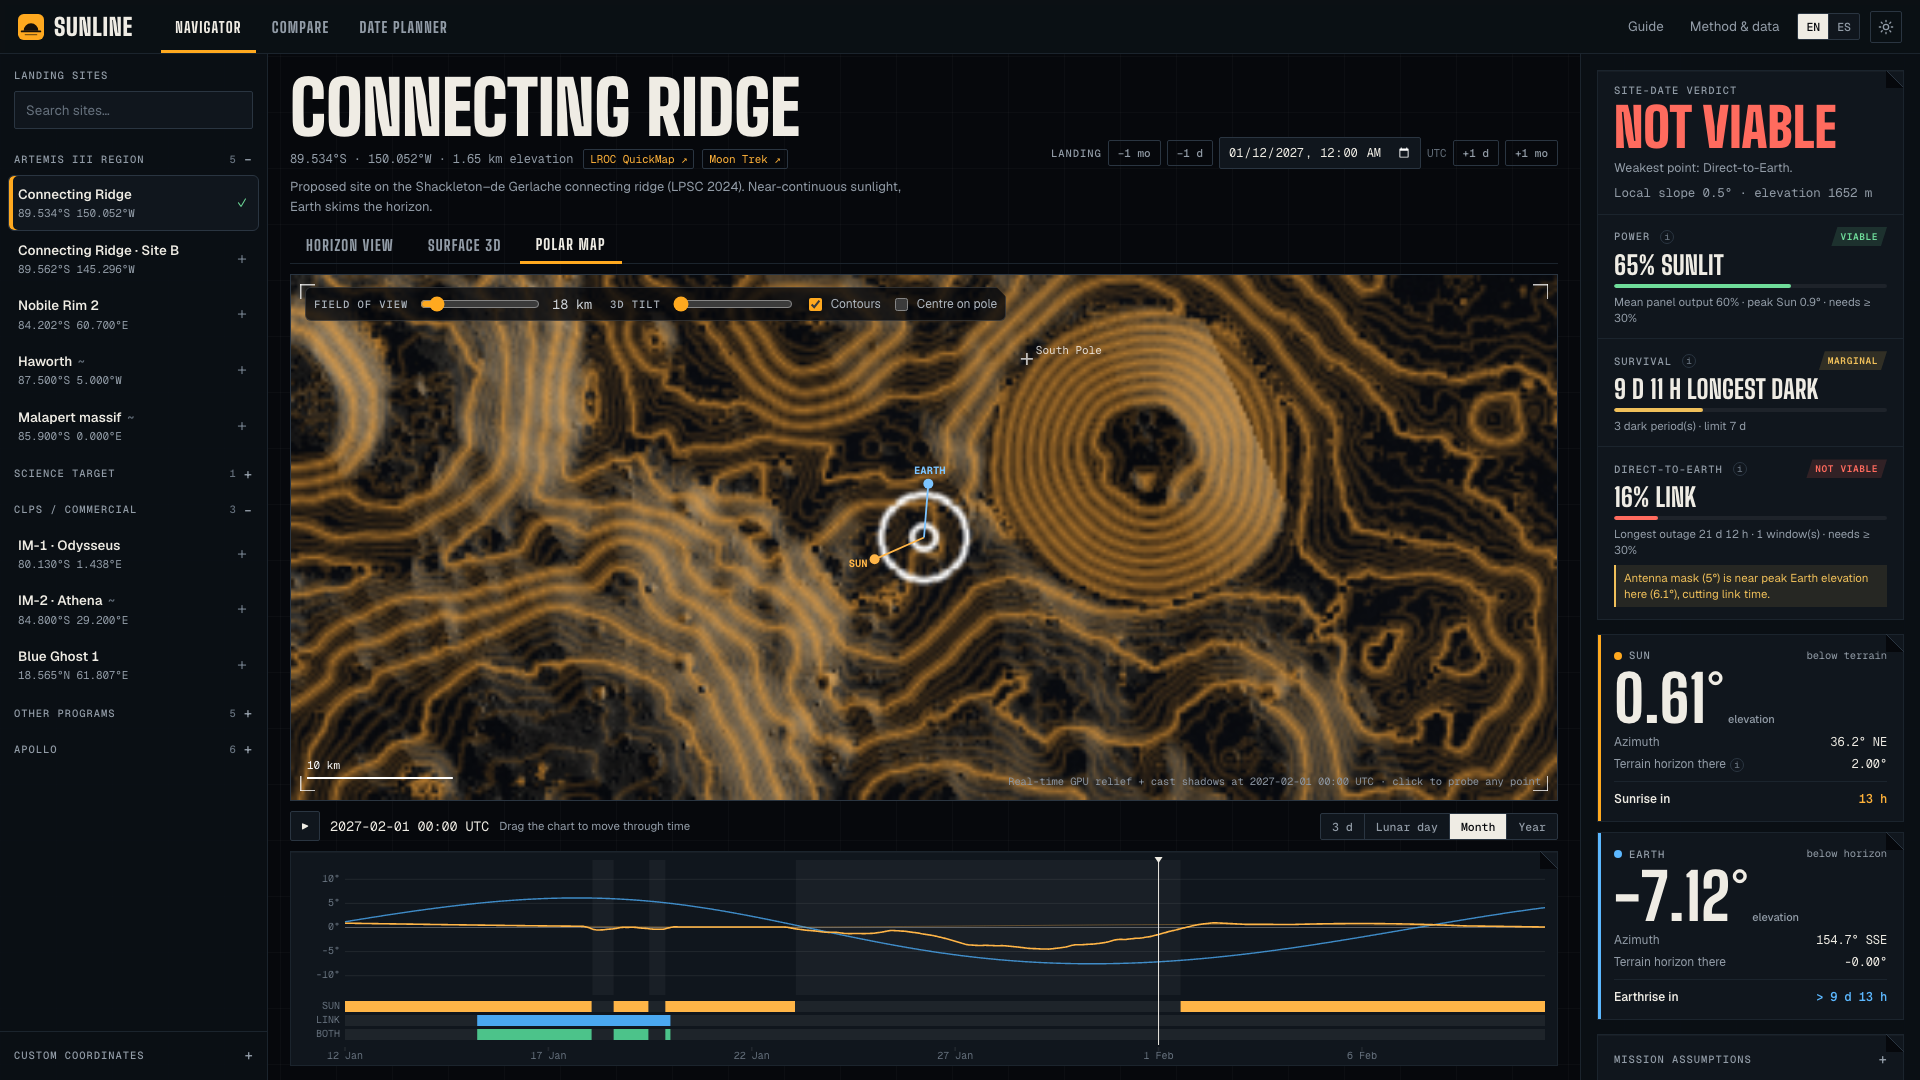 SUNLINE
NAVIGATOR
COMPARE
DATE PLANNER
Guide
Method & data
EN
ES
LANDING SITES
Search sites…
ARTEMIS III REGION 5 −
Connecting Ridge
89.534°S 150.052°W ✓
Connecting Ridge · Site B
89.562°S 145.296°W +
Nobile Rim 2
84.202°S 60.700°E +
Haworth ~
87.500°S 5.000°W +
Malapert massif ~
85.900°S 0.000°E +
SCIENCE TARGET 1 +
CLPS / COMMERCIAL 3 −
IM-1 · Odysseus
80.130°S 1.438°E +
IM-2 · Athena ~
84.800°S 29.200°E +
Blue Ghost 1
18.565°N 61.807°E +
OTHER PROGRAMS 5 +
APOLLO 6 +
CUSTOM COORDINATES +
CONNECTING RIDGE
89.534°S · 150.052°W · 1.65 km elevation LROC QuickMap ↗ Moon Trek ↗
LANDING −1 mo −1 d 01/12/2027, 12:00 AM UTC +1 d +1 mo
Proposed site on the Shackleton–de Gerlache connecting ridge (LPSC 2024). Near-continuous sunlight,
Earth skims the horizon.
HORIZON VIEW
SURFACE 3D
POLAR MAP
FIELD OF VIEW 18 km 3D TILT Contours Centre on pole
South Pole
EARTH
SUN
10 km
Real-time GPU relief + cast shadows at 2027-02-01 00:00 UTC · click to probe any point
2027-02-01 00:00 UTC Drag the chart to move through time
3 d Lunar day Month Year
10°
5°
0°
-5°
-10°
SUN
LINK
BOTH
12 Jan 17 Jan 22 Jan 27 Jan 1 Feb 6 Feb
SITE-DATE VERDICT
NOT VIABLE
Weakest point: Direct-to-Earth.
Local slope 0.5° · elevation 1652 m
POWER i VIABLE
65% SUNLIT
Mean panel output 60% · peak Sun 0.9° · needs ≥
30%
SURVIVAL i MARGINAL
9 D 11 H LONGEST DARK
3 dark period(s) · limit 7 d
DIRECT-TO-EARTH i NOT VIABLE
16% LINK
Longest outage 21 d 12 h · 1 window(s) · needs ≥
30%
Antenna mask (5°) is near peak Earth elevation
here (6.1°), cutting link time.
SUN below terrain
0.61° elevation
Azimuth 36.2° NE
Terrain horizon there i 2.00°
Sunrise in 13 h
EARTH below horizon
−7.12° elevation
Azimuth 154.7° SSE
Terrain horizon there -0.00°
Earthrise in > 9 d 13 h
MISSION ASSUMPTIONS +